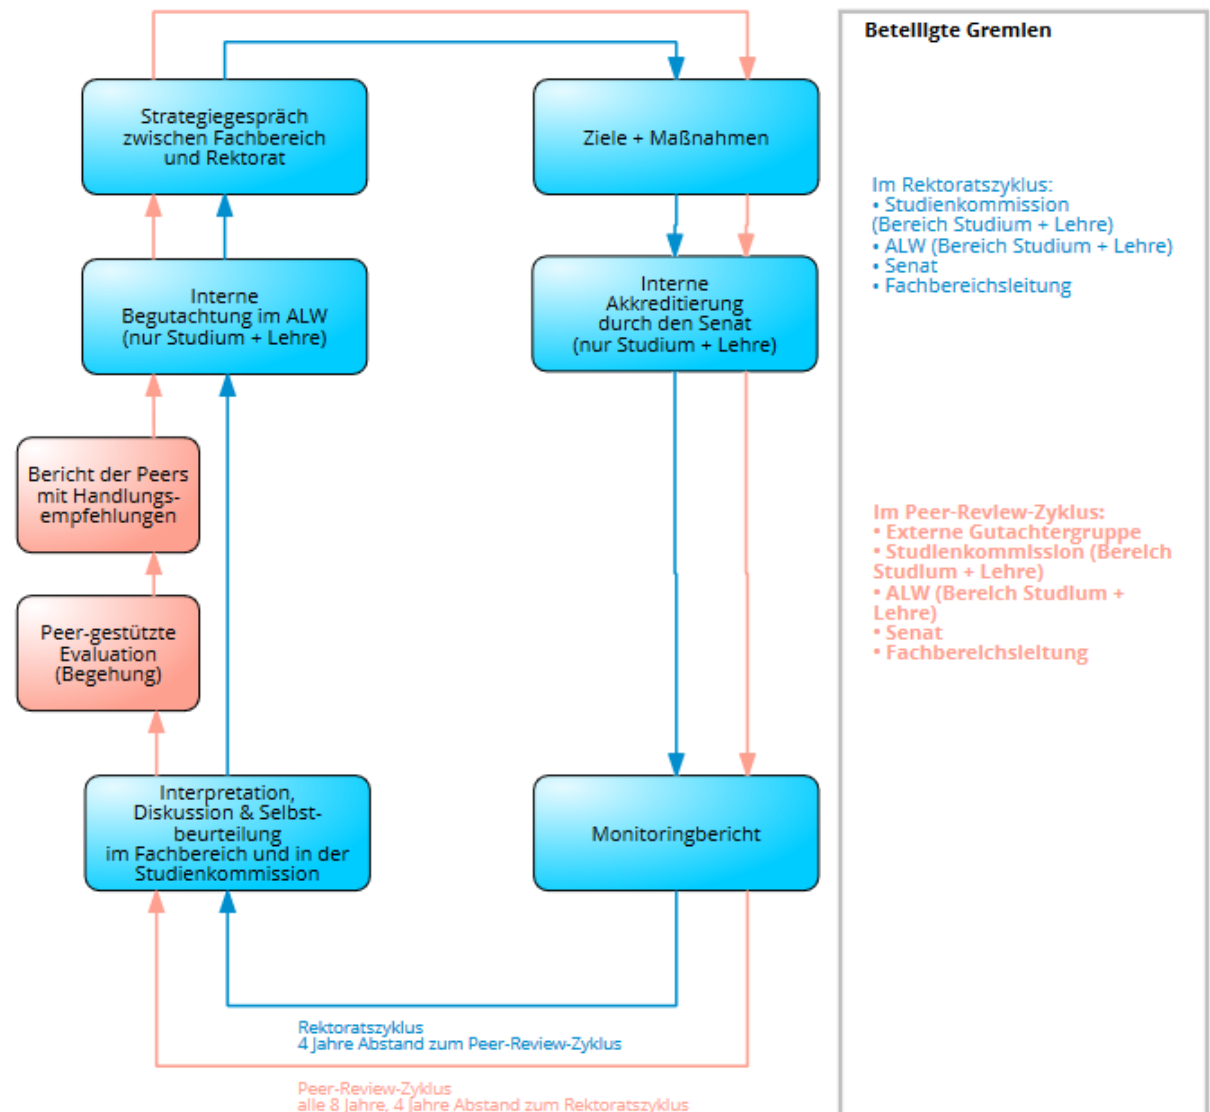 Beteiligte Gremien
Strategiegespräch
zwischen Fachbereich
und Rektorat
Ziele + Maßnahmen
Im Rektoratszyklus:
• Studienkommission
(Bereich Studium + Lehre)
• ALW (Bereich Studium + Lehre)
• Senat
• Fachbereichsleitung
Interne
Begutachtung im ALW
(nur Studium + Lehre)
Interne
Akkreditierung
durch den Senat
(nur Studium + Lehre)
Bericht der Peers
mit Handlungs-
empfehlungen
Im Peer-Review-Zyklus:
• Externe Gutachtergruppe
• Studienkommission (Bereich
Studium + Lehre)
• ALW (Bereich Studium +
Lehre)
• Senat
• Fachbereichsleitung
Peer-gestützte
Evaluation
(Begehung)
Interpretation,
Diskussion & Selbst-
beurteilung
im Fachbereich und in der
Studienkommission
Monitoringbericht
Rektoratszyklus
4 Jahre Abstand zum Peer-Review-Zyklus
Peer-Review-Zyklus
alle 8 Jahre, 4 Jahre Abstand zum Rektoratszyklus